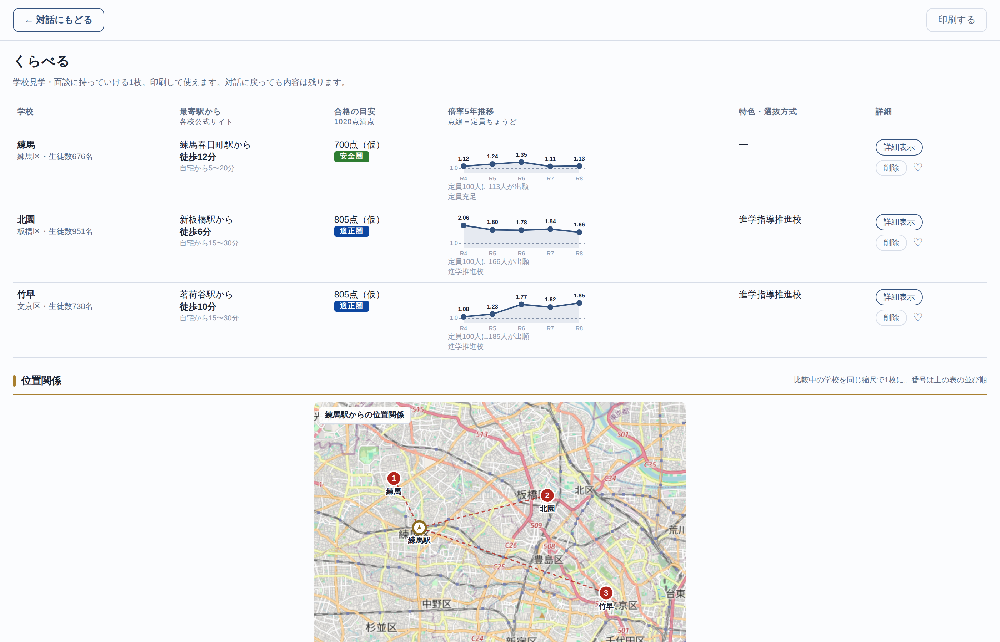 ← 対話にもどる
印刷する
くらべる
学校見学・面談に持っていける1枚。印刷して使えます。対話に戻っても内容は残ります。
学校
最寄駅から
各校公式サイト
合格の目安
1020点満点
倍率5年推移
点線＝定員ちょうど
特色・選抜方式
詳細
練馬
練馬区・生徒数676名
練馬春日町駅から
徒歩12分
自宅から5〜20分
700点（仮）
安全圏
1.12 1.24 1.35 1.11 1.13
1.0
R4 R5 R6 R7 R8
定員100人に113人が出願
定員充足
—
詳細表示
削除 ♡
北園
板橋区・生徒数951名
新板橋駅から
徒歩6分
自宅から15〜30分
805点（仮）
適正圏
2.06 1.80 1.78 1.84 1.66
1.0
R4 R5 R6 R7 R8
定員100人に166人が出願
進学推進校
進学指導推進校
詳細表示
削除 ♡
竹早
文京区・生徒数738名
茗荷谷駅から
徒歩10分
自宅から15〜30分
805点（仮）
適正圏
1.08 1.23 1.77 1.62 1.85
1.0
R4 R5 R6 R7 R8
定員100人に185人が出願
進学推進校
進学指導推進校
詳細表示
削除 ♡
位置関係
比較中の学校を同じ縮尺で1枚に。番号は上の表の並び順
練馬駅からの位置関係
515
東京都
513
S01
C35
C34
1
練馬
板橋
2
北園
北区
509
荒川
練馬駅
C26
508
豊島区
C25
3
竹早
京区
台東
中野区
杉並区
501
C24
新宿区
千代田区